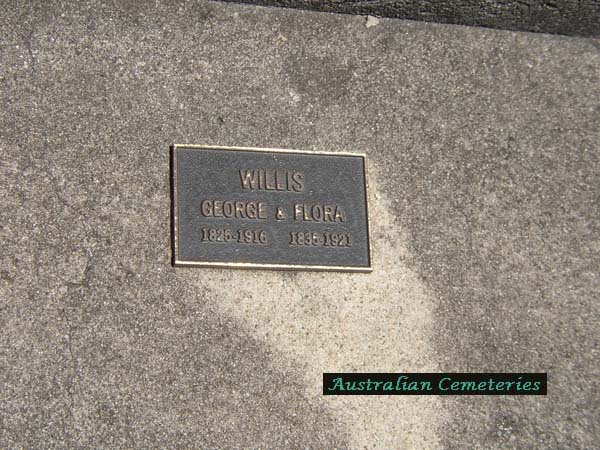 WILLIS
GEORGE & FLORA
1825-1916 1835-1921
Australian Cemeteries